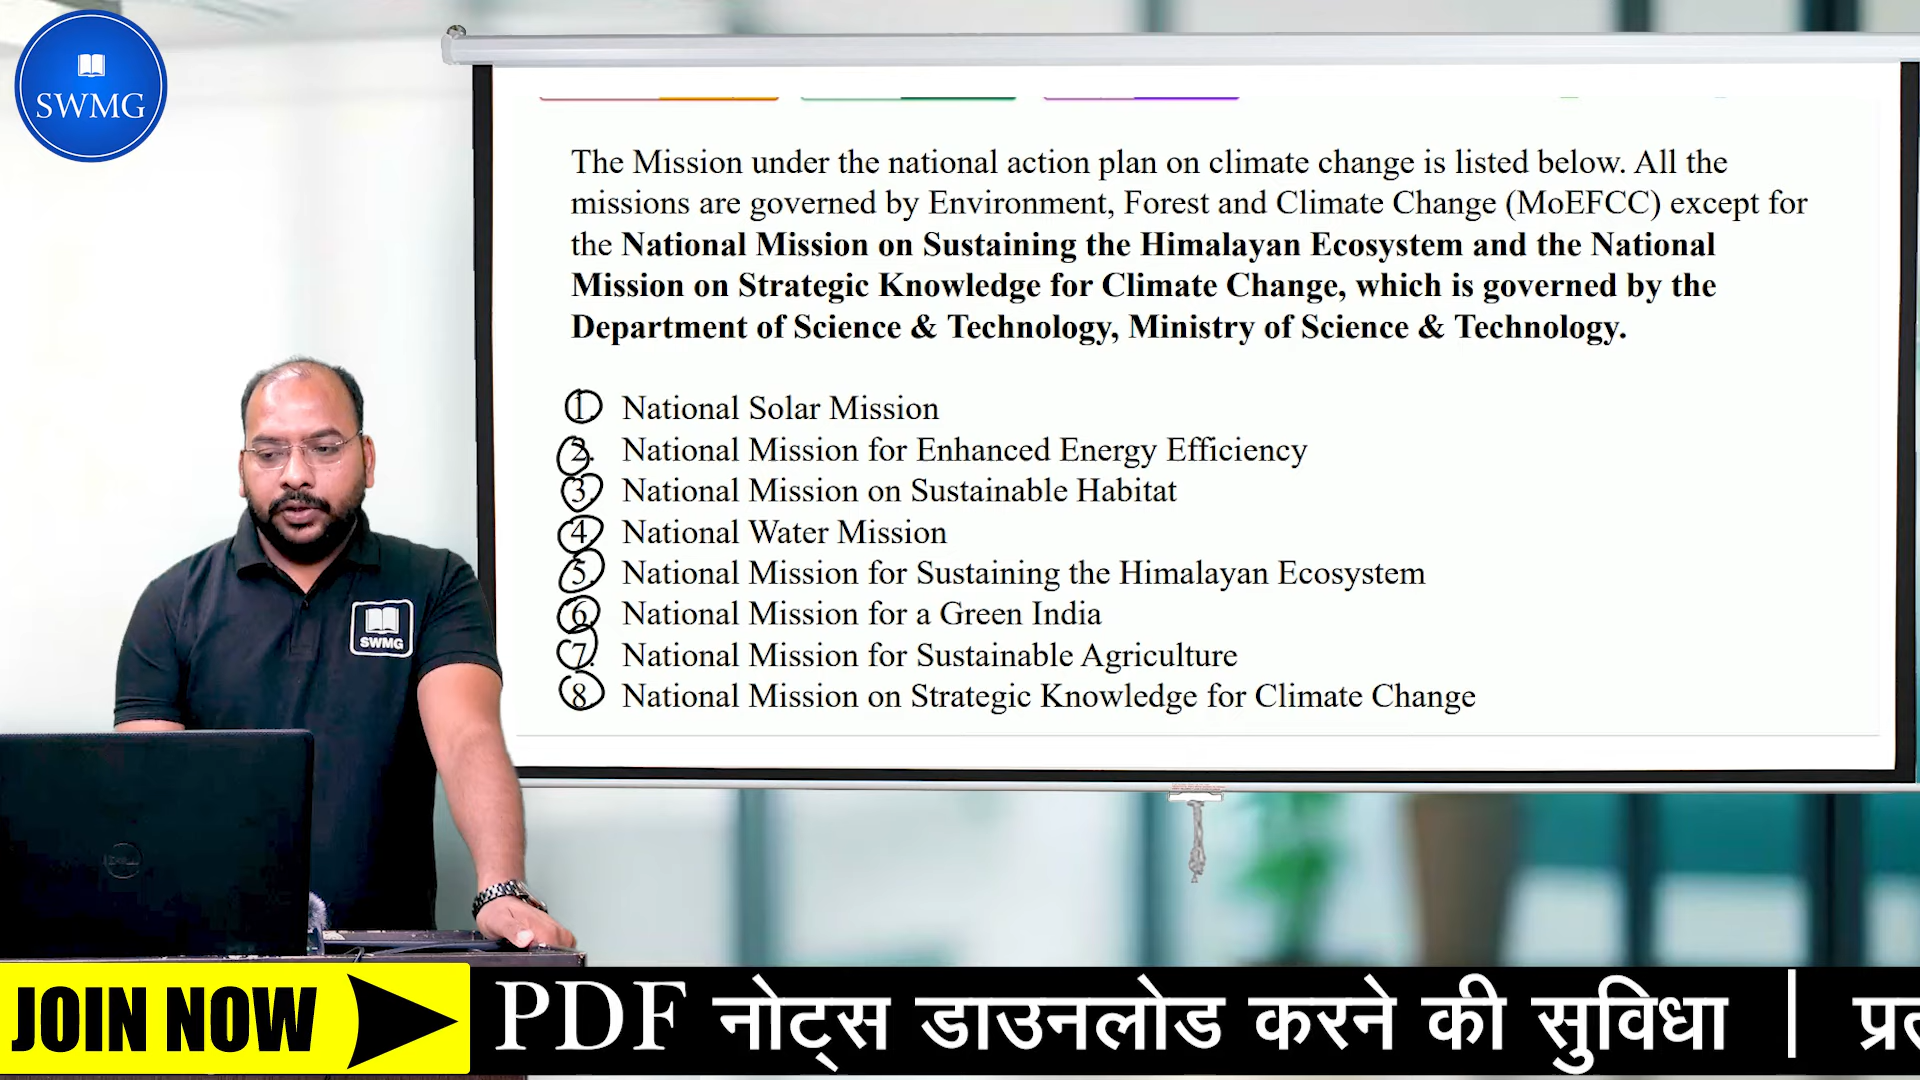 SWMG
The Mission under the national action plan on climate change is listed below. All the
missions are governed by Environment, Forest and Climate Change (MoEFCC) except for
the National Mission on Sustaining the Himalayan Ecosystem and the National
Mission on Strategic Knowledge for Climate Change, which is governed by the
Department of Science & Technology, Ministry of Science & Technology.
1. National Solar Mission
2. National Mission for Enhanced Energy Efficiency
3. National Mission on Sustainable Habitat
4. National Water Mission
5. National Mission for Sustaining the Himalayan Ecosystem
6. National Mission for a Green India
7. National Mission for Sustainable Agriculture
8. National Mission on Strategic Knowledge for Climate Change
SWMG
DELL
JOIN NOW
PDF नोट्स डाउनलोड करने की सुविधा |